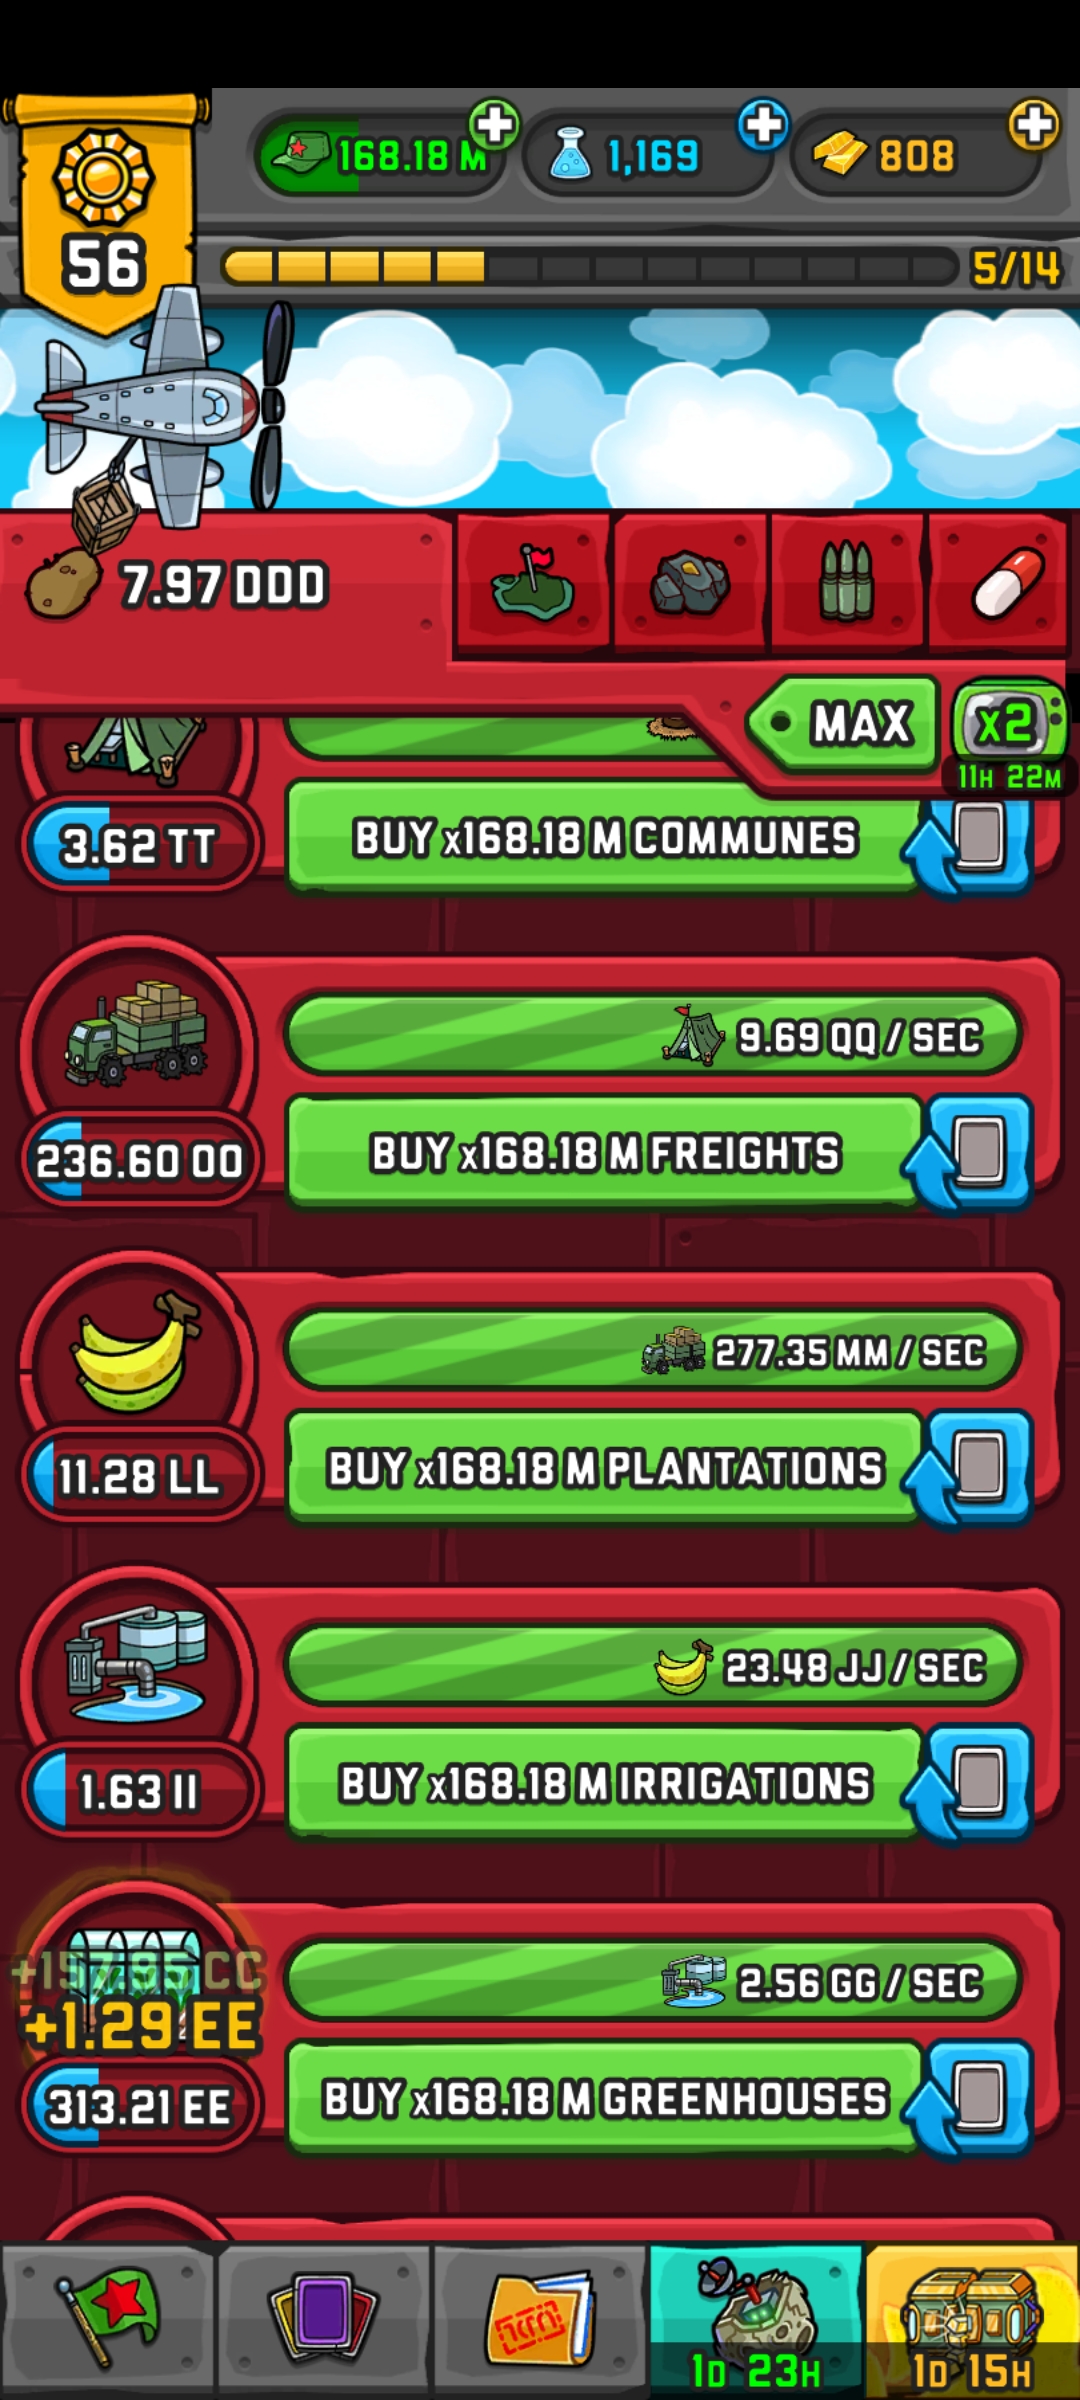 168.18 M
1,169
808
56
5/14
7.97 DDD
MAX
x2
11H 22M
3.62 TT
BUY x168.18 M COMMUNES
9.69 QQ / SEC
236.60 OO
BUY x168.18 M FREIGHTS
277.35 MM / SEC
11.28 LL
BUY x168.18 M PLANTATIONS
23.48 JJ / SEC
1.63 II
BUY x168.18 M IRRIGATIONS
+157.95 CC
2.56 GG / SEC
+1.29 EE
313.21 EE
BUY x168.18 M GREENHOUSES
1D 23H
1D 15H